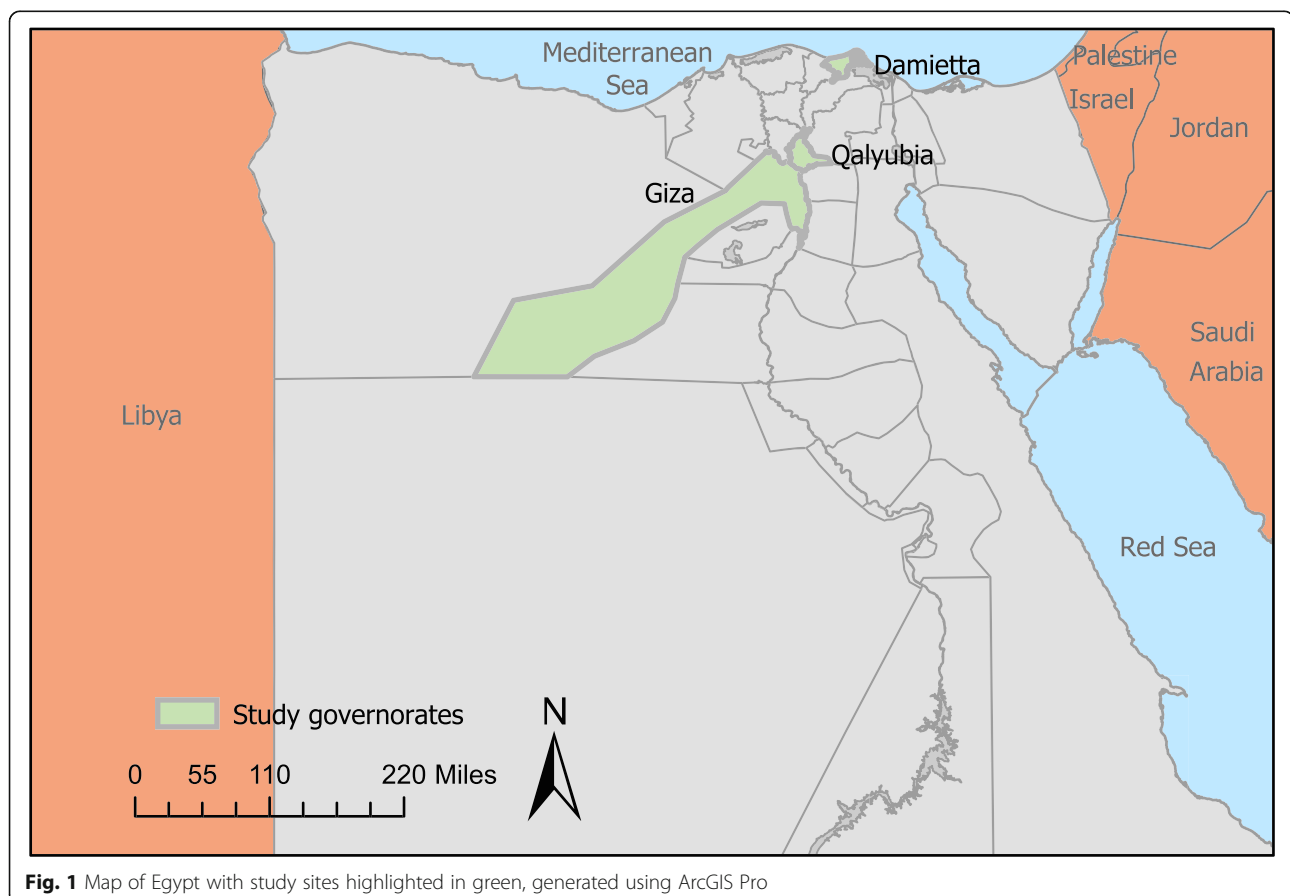 Mediterranean
Sea
Damietta
Palestine
Israel
Jordan
Qalyubia
Giza
Saudi
Arabia
Libya
Red Sea
Study governorates
N
0 55 110 220 Miles
Fig. 1 Map of Egypt with study sites highlighted in green, generated using ArcGIS Pro